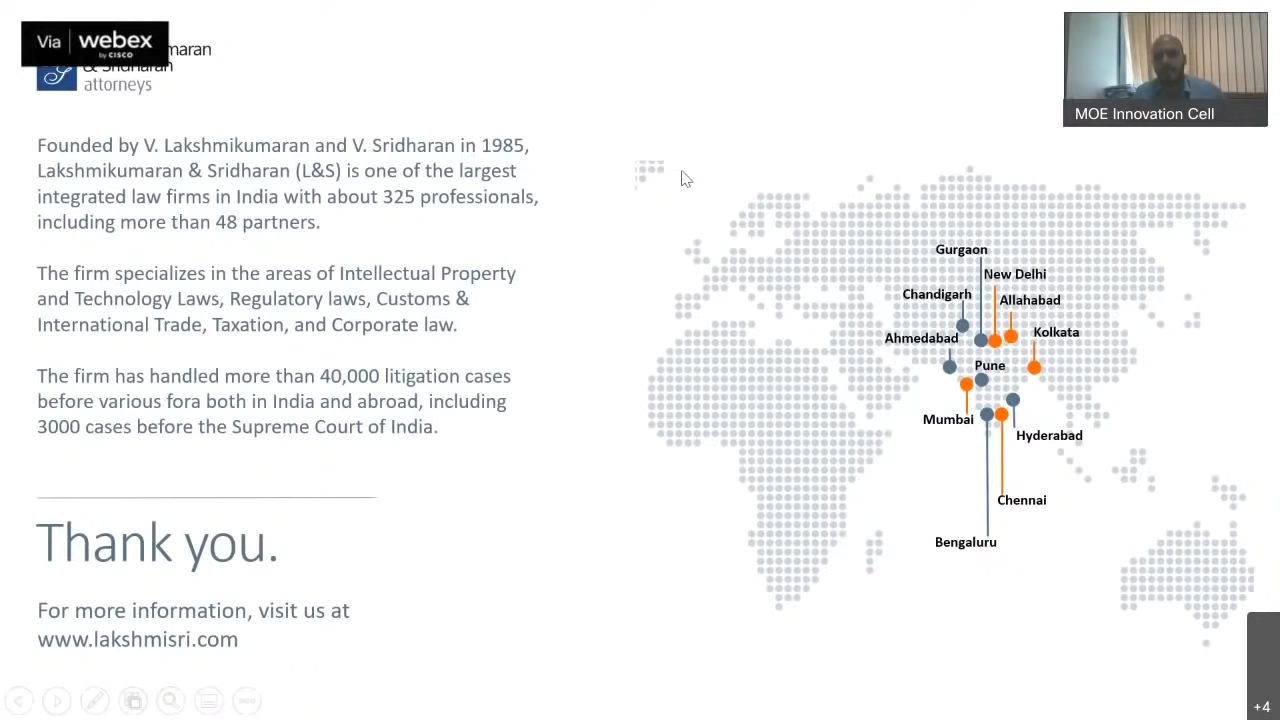 Via webex
by CISCO
maran
& Sridharan
attorneys
MOE Innovation Cell
Founded by V. Lakshmikumaran and V. Sridharan in 1985,
Lakshmikumaran & Sridharan (L&S) is one of the largest
integrated law firms in India with about 325 professionals,
including more than 48 partners.
The firm specializes in the areas of Intellectual Property
and Technology Laws, Regulatory laws, Customs &
International Trade, Taxation, and Corporate law.
The firm has handled more than 40,000 litigation cases
before various fora both in India and abroad, including
3000 cases before the Supreme Court of India.
Thank you.
For more information, visit us at
www.lakshmisri.com
Gurgaon
New Delhi
Chandigarh
Allahabad
Kolkata
Ahmedabad
Pune
Mumbai
Hyderabad
Chennai
Bengaluru
+4